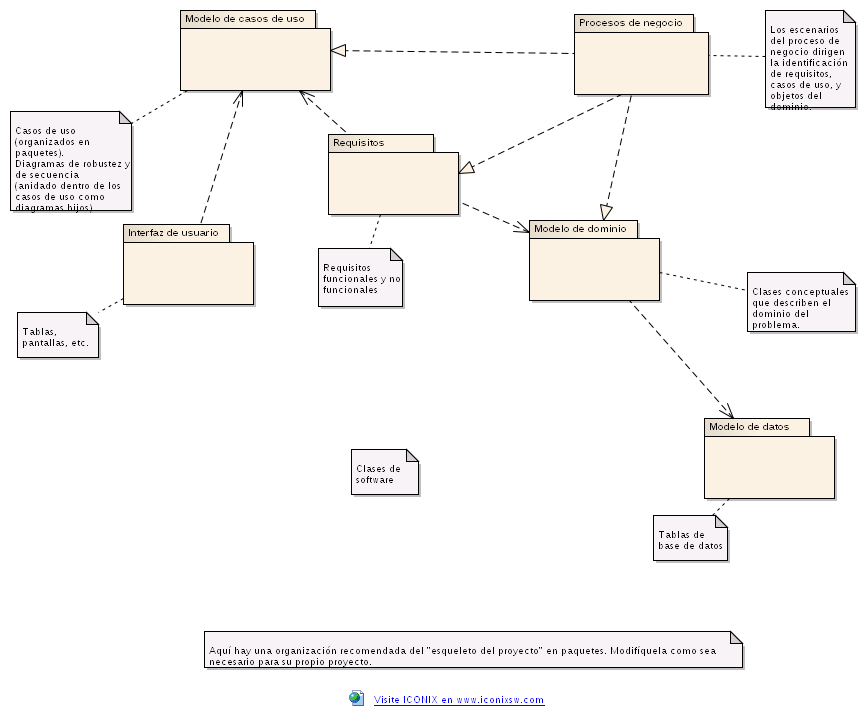 Modelo de casos de uso
Procesos de negocio
Los escenarios
del proceso de
negocio dirigen
la identificación
de requisitos,
casos de uso, y
objetos del
dominio.
Casos de uso
(organizados en
paquetes).
Diagramas de robustez y
de secuencia
(anidado dentro de los
casos de uso como
diagramas hijos)
Requisitos
Interfaz de usuario
Modelo de dominio
Requisitos
funcionales y no
funcionales
Clases conceptuales
que describen el
dominio del
problema.
Tablas,
pantallas, etc.
Modelo de datos
Clases de
software
Tablas de
base de datos
Aquí hay una organización recomendada del "esqueleto del proyecto" en paquetes. Modifíquela como sea
necesario para su propio proyecto.
Visite ICONIX en www.iconixsw.com